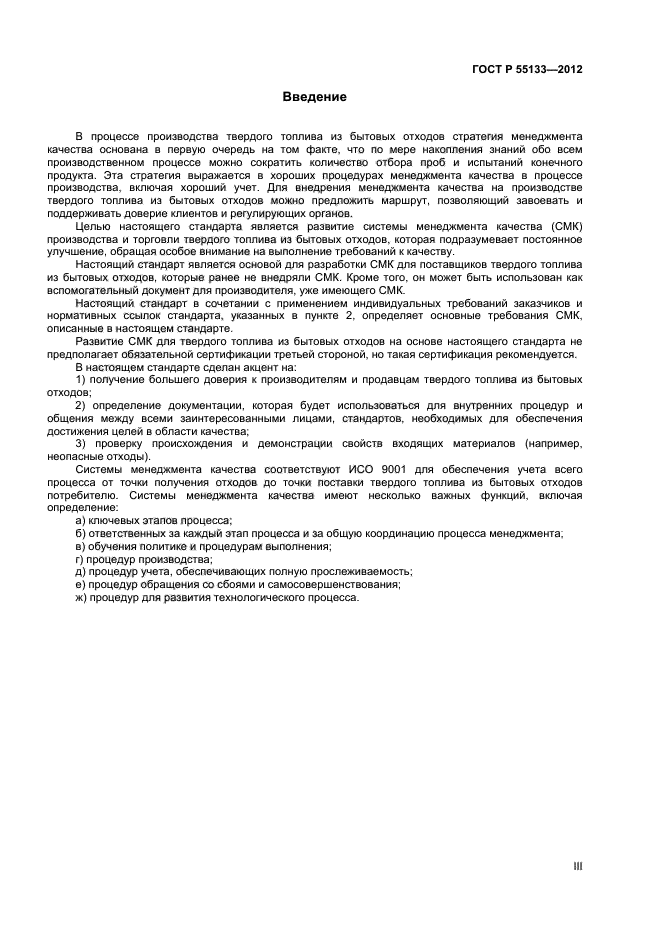 ГОСТ Р 55133—2012
Введение
В процессе производства твердого топлива из бытовых отходов стратегия менеджмента
качества основана в первую очередь на том факте, что по мере накопления знаний обо всем
производственном процессе можно сократить количество отбора проб и испытаний конечного
продукта. Эта стратегия выражается в хороших процедурах менеджмента качества в процессе
производства, включая хороший учет. Для внедрения менеджмента качества на производстве
твердого топлива из бытовых отходов можно предложить маршрут, позволяющий завоевать и
поддерживать доверие клиентов и регулирующих органов.
Целью настоящего стандарта является развитие системы менеджмента качества (СМК)
производства и торговли твердого топлива из бытовых отходов, которая подразумевает постоянное
улучшение, обращая особое внимание на выполнение требований к качеству.
Настоящий стандарт является основой для разработки СМК для поставщиков твердого топлива
из бытовых отходов, которые ранее не внедряли СМК. Кроме того, он может быть использован как
вспомогательный документ для производителя, уже имеющего СМК.
Настоящий стандарт в сочетании с применением индивидуальных требований заказчиков и
нормативных ссылок стандарта, указанных в пункте 2, определяет основные требования СМК,
описанные в настоящем стандарте.
Развитие СМК для твердого топлива из бытовых отходов на основе настоящего стандарта не
предполагает обязательной сертификации третьей стороной, но такая сертификация рекомендуется.
В настоящем стандарте сделан акцент на:
1) получение большего доверия к производителям и продавцам твердого топлива из бытовых
отходов;
2) определение документации, которая будет использоваться для внутренних процедур и
общения между всеми заинтересованными лицами, стандартов, необходимых для обеспечения
достижения целей в области качества;
3) проверку происхождения и демонстрации свойств входящих материалов (например,
неопасные отходы).
Системы менеджмента качества соответствуют ИСО 9001 для обеспечения учета всего
процесса от точки получения отходов до точки поставки твердого топлива из бытовых отходов
потребителю. Системы менеджмента качества имеют несколько важных функций, включая
определение:
а) ключевых этапов процесса;
б) ответственных за каждый этап процесса и за общую координацию процесса менеджмента;
в) обучения политике и процедурам выполнения;
г) процедур производства;
д) процедур учета, обеспечивающих полную прослеживаемость;
е) процедур обращения со сбоями и самосовершенствования;
ж) процедур для развития технологического процесса.
III